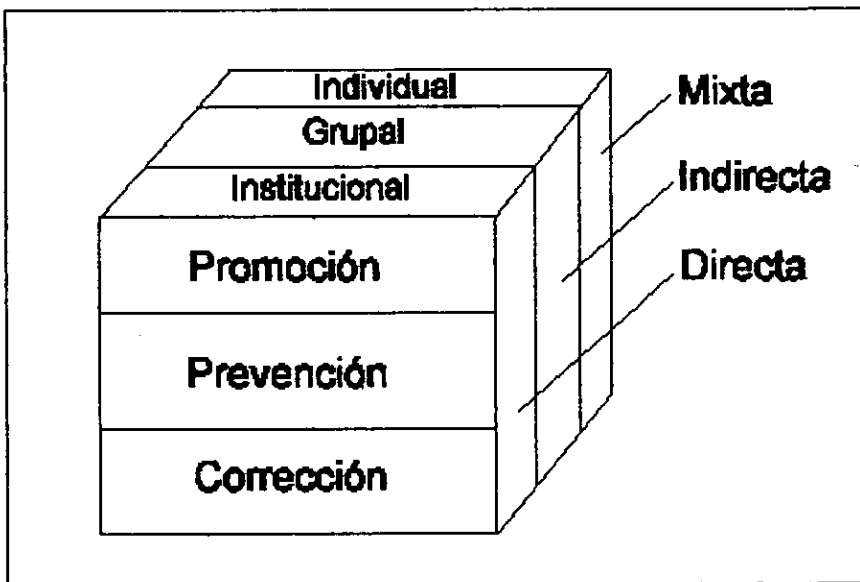 Individual
Grupal
Institucional
Promoción
Prevención
Corrección
Mixta
Indirecta
Directa